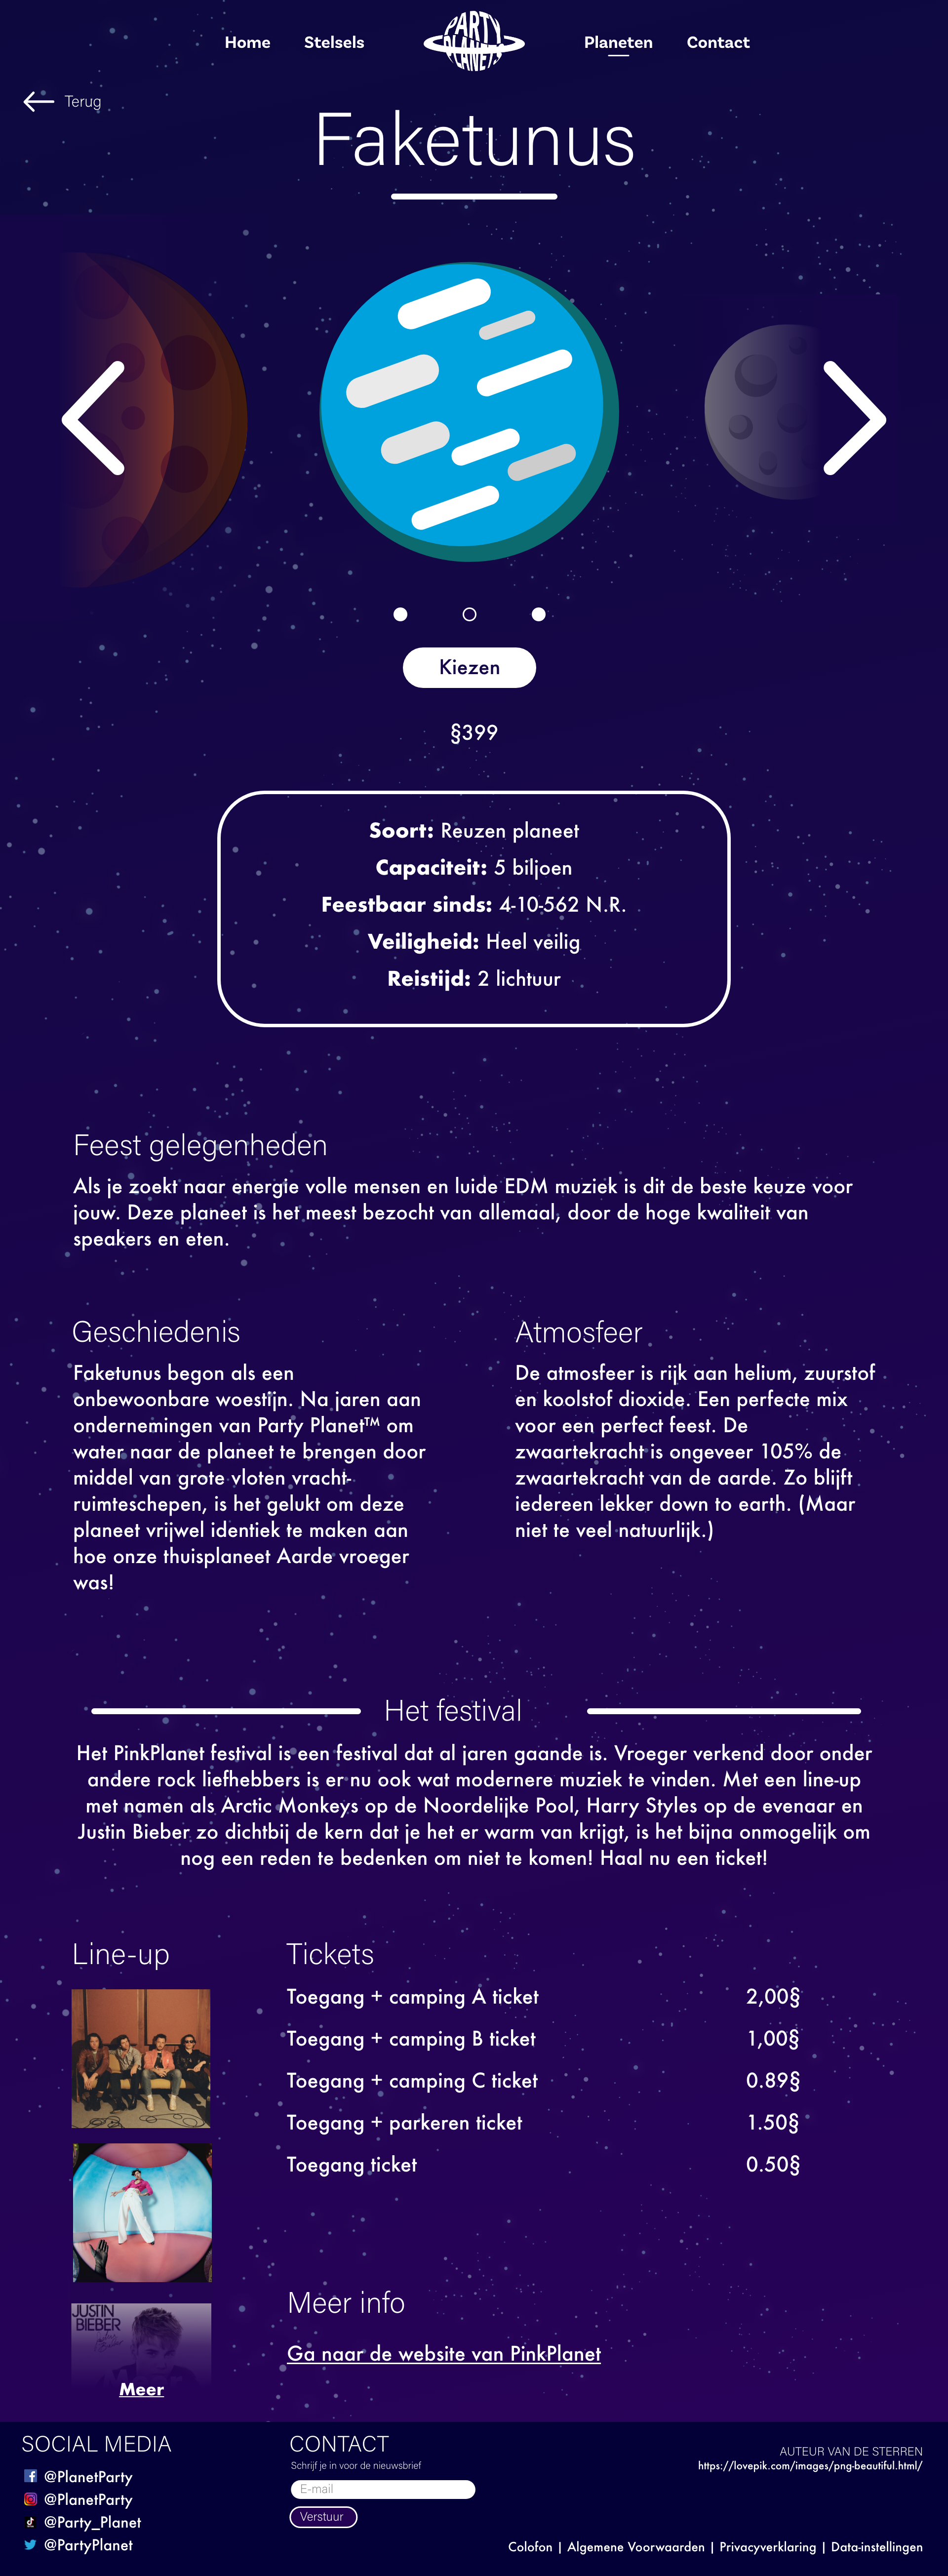 Home Stelsels PARTY PLANET Planeten Contact
Terug
Faketunus
Kiezen
§399
Soort: Reuzen planeet
Capaciteit: 5 biljoen
Feestbaar sinds: 4-10-562 N.R.
Veiligheid: Heel veilig
Reistijd: 2 lichtuur
Feest gelegenheden
Als je zoekt naar energie volle mensen en luide EDM muziek is dit de beste keuze voor
jouw. Deze planeet is het meest bezocht van allemaal, door de hoge kwaliteit van
speakers en eten.
Geschiedenis
Faketunus begon als een
onbewoonbare woestijn. Na jaren aan
ondernemingen van Party Planet™ om
water naar de planeet te brengen door
middel van grote vloten vracht-
ruimteschepen, is het gelukt om deze
planeet vrijwel identiek te maken aan
hoe onze thuisplaneet Aarde vroeger
was!
Atmosfeer
De atmosfeer is rijk aan helium, zuurstof
en koolstof dioxide. Een perfecte mix
voor een perfect feest. De
zwaartekracht is ongeveer 105% de
zwaartekracht van de aarde. Zo blijft
iedereen lekker down to earth. (Maar
niet te veel natuurlijk.)
Het festival
Het PinkPlanet festival is een festival dat al jaren gaande is. Vroeger verkend door onder
andere rock liefhebbers is er nu ook wat modernere muziek te vinden. Met een line-up
met namen als Arctic Monkeys op de Noordelijke Pool, Harry Styles op de evenaar en
Justin Bieber zo dichtbij de kern dat je het er warm van krijgt, is het bijna onmogelijk om
nog een reden te bedenken om niet te komen! Haal nu een ticket!
Line-up
JUSTIN
BIEBER
Meer
Tickets
Toegang + camping A ticket 2,00§
Toegang + camping B ticket 1,00§
Toegang + camping C ticket 0.89§
Toegang + parkeren ticket 1.50§
Toegang ticket 0.50§
Meer info
Ga naar de website van PinkPlanet
SOCIAL MEDIA
@PlanetParty
@PlanetParty
@Party_Planet
@PartyPlanet
CONTACT
Schrijf je in voor de nieuwsbrief
E-mail
Verstuur
AUTEUR VAN DE STERREN
https://lovepik.com/images/png-beautiful.html/
Colofon | Algemene Voorwaarden | Privacyverklaring | Data-instellingen